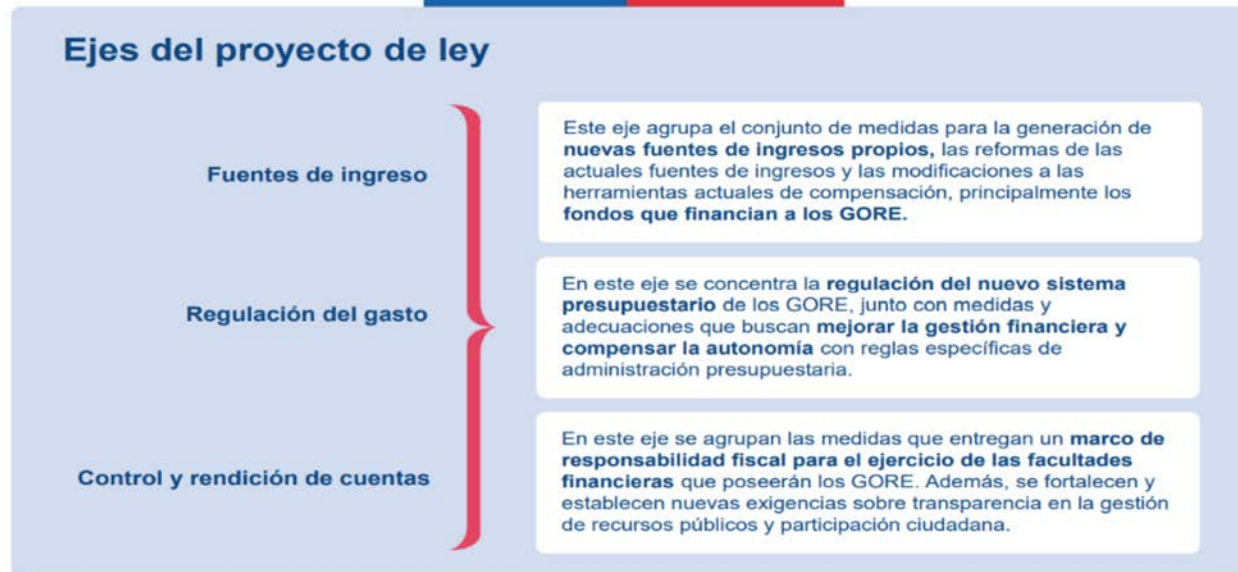 Ejes del proyecto de ley
Fuentes de ingreso
Este eje agrupa el conjunto de medidas para la generación de
nuevas fuentes de ingresos propios, las reformas de las
actuales fuentes de ingresos y las modificaciones a las
herramientas actuales de compensación, principalmente los
fondos que financian a los GORE.
Regulación del gasto
En este eje se concentra la regulación del nuevo sistema
presupuestario de los GORE, junto con medidas y
adecuaciones que buscan mejorar la gestión financiera y
compensar la autonomía con reglas específicas de
administración presupuestaria.
Control y rendición de cuentas
En este eje se agrupan las medidas que entregan un marco de
responsabilidad fiscal para el ejercicio de las facultades
financieras que poseerán los GORE. Además, se fortalecen y
establecen nuevas exigencias sobre transparencia en la gestión
de recursos públicos y participación ciudadana.